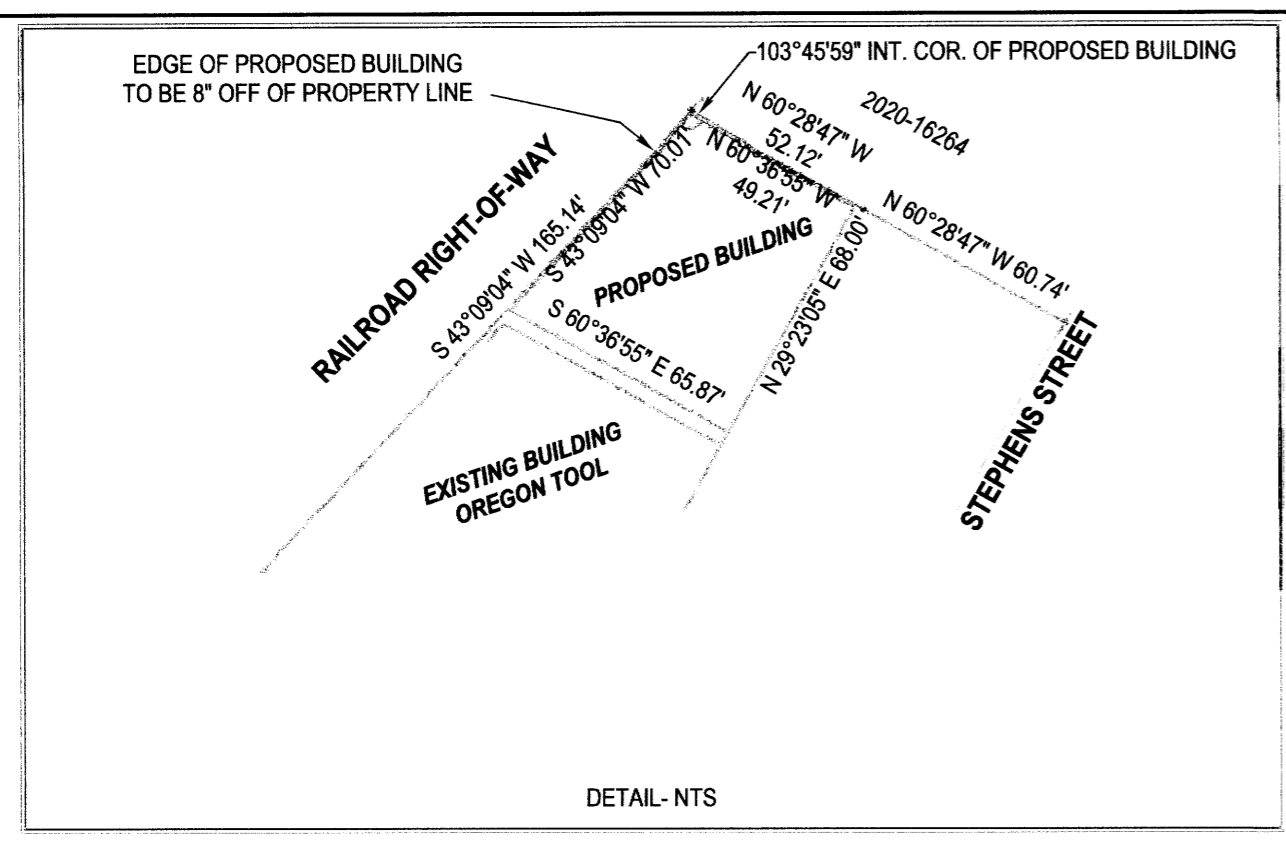 EDGE OF PROPOSED BUILDING
TO BE 8" OFF OF PROPERTY LINE
103°45'59" INT. COR. OF PROPOSED BUILDING
N 60°28'47" W
52.12'
2020-16264
N 60°36'55" W
49.21'
N 60°28'47" W 60.74'
RAILROAD RIGHT-OF-WAY
S 43°09'04" W 165.14'
S 43°09'04" W 70.01'
PROPOSED BUILDING
S 60°36'55" E 65.87'
N 29°23'05" E 68.00'
STEPHENS STREET
EXISTING BUILDING
OREGON TOOL
DETAIL- NTS